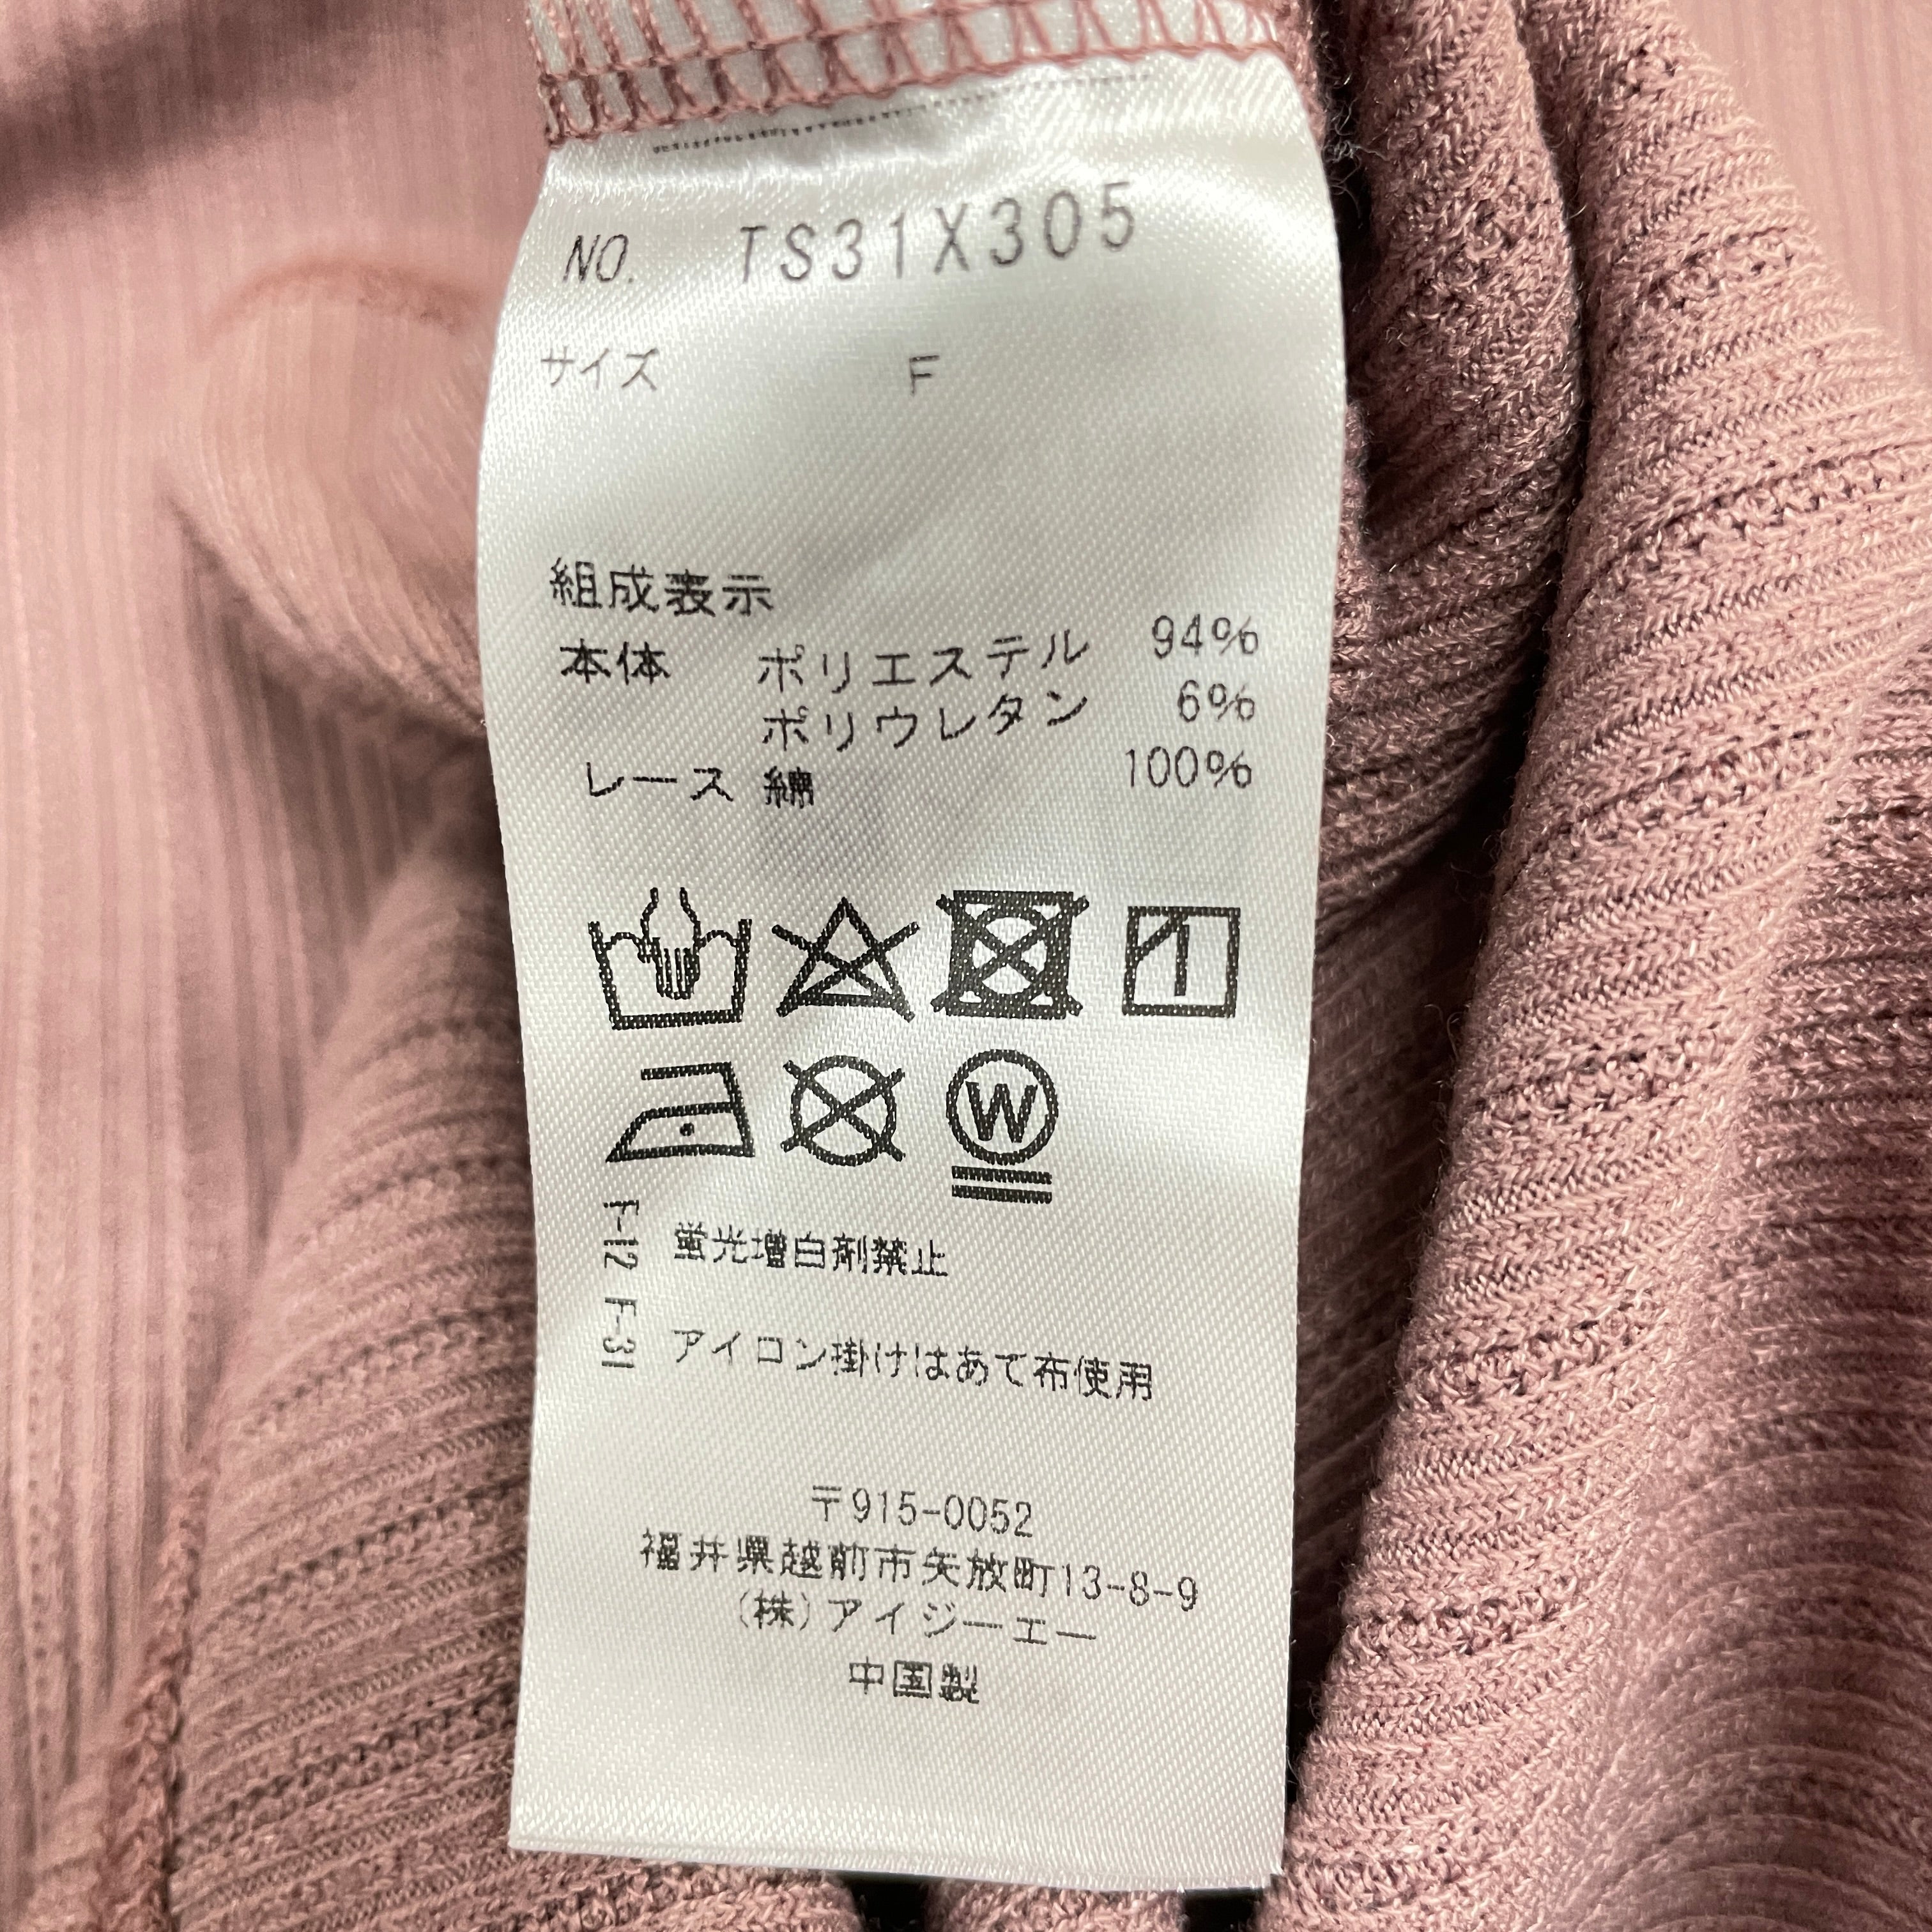 NO. TS31X305
サイズ F
組成表示
本体 ポリエステル 94%
ポリウレタン 6%
レース 綿 100%
W
F-12 蛍光増白剤禁止
F-31 アイロン掛けはあて布使用
〒915-0052
福井県越前市矢放町13-8-9
(株)アイジーエー
中国製